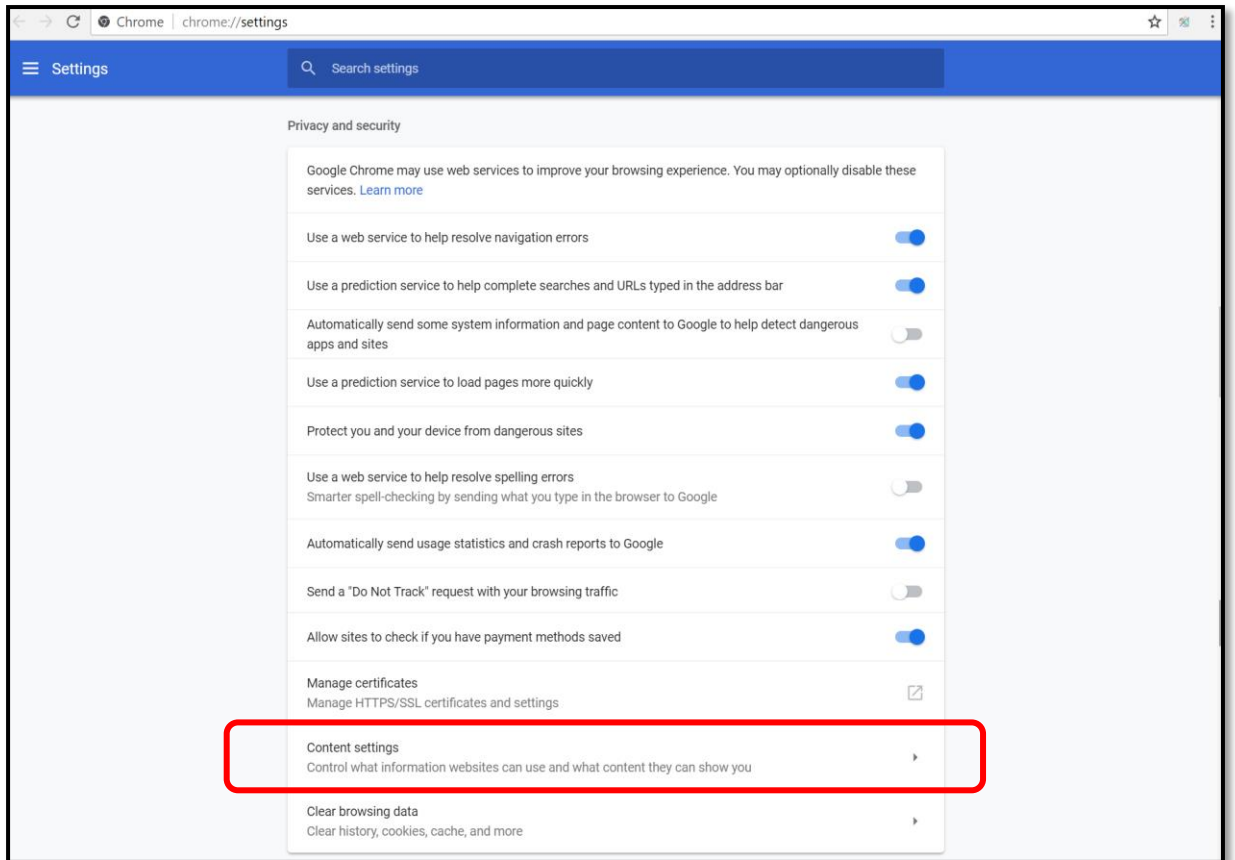 Chrome | chrome://settings
Settings
Search settings
Privacy and security
Google Chrome may use web services to improve your browsing experience. You may optionally disable these
services. Learn more
Use a web service to help resolve navigation errors
Use a prediction service to help complete searches and URLs typed in the address bar
Automatically send some system information and page content to Google to help detect dangerous
apps and sites
Use a prediction service to load pages more quickly
Protect you and your device from dangerous sites
Use a web service to help resolve spelling errors
Smarter spell-checking by sending what you type in the browser to Google
Automatically send usage statistics and crash reports to Google
Send a "Do Not Track" request with your browsing traffic
Allow sites to check if you have payment methods saved
Manage certificates
Manage HTTPS/SSL certificates and settings
Content settings
Control what information websites can use and what content they can show you
Clear browsing data
Clear history, cookies, cache, and more